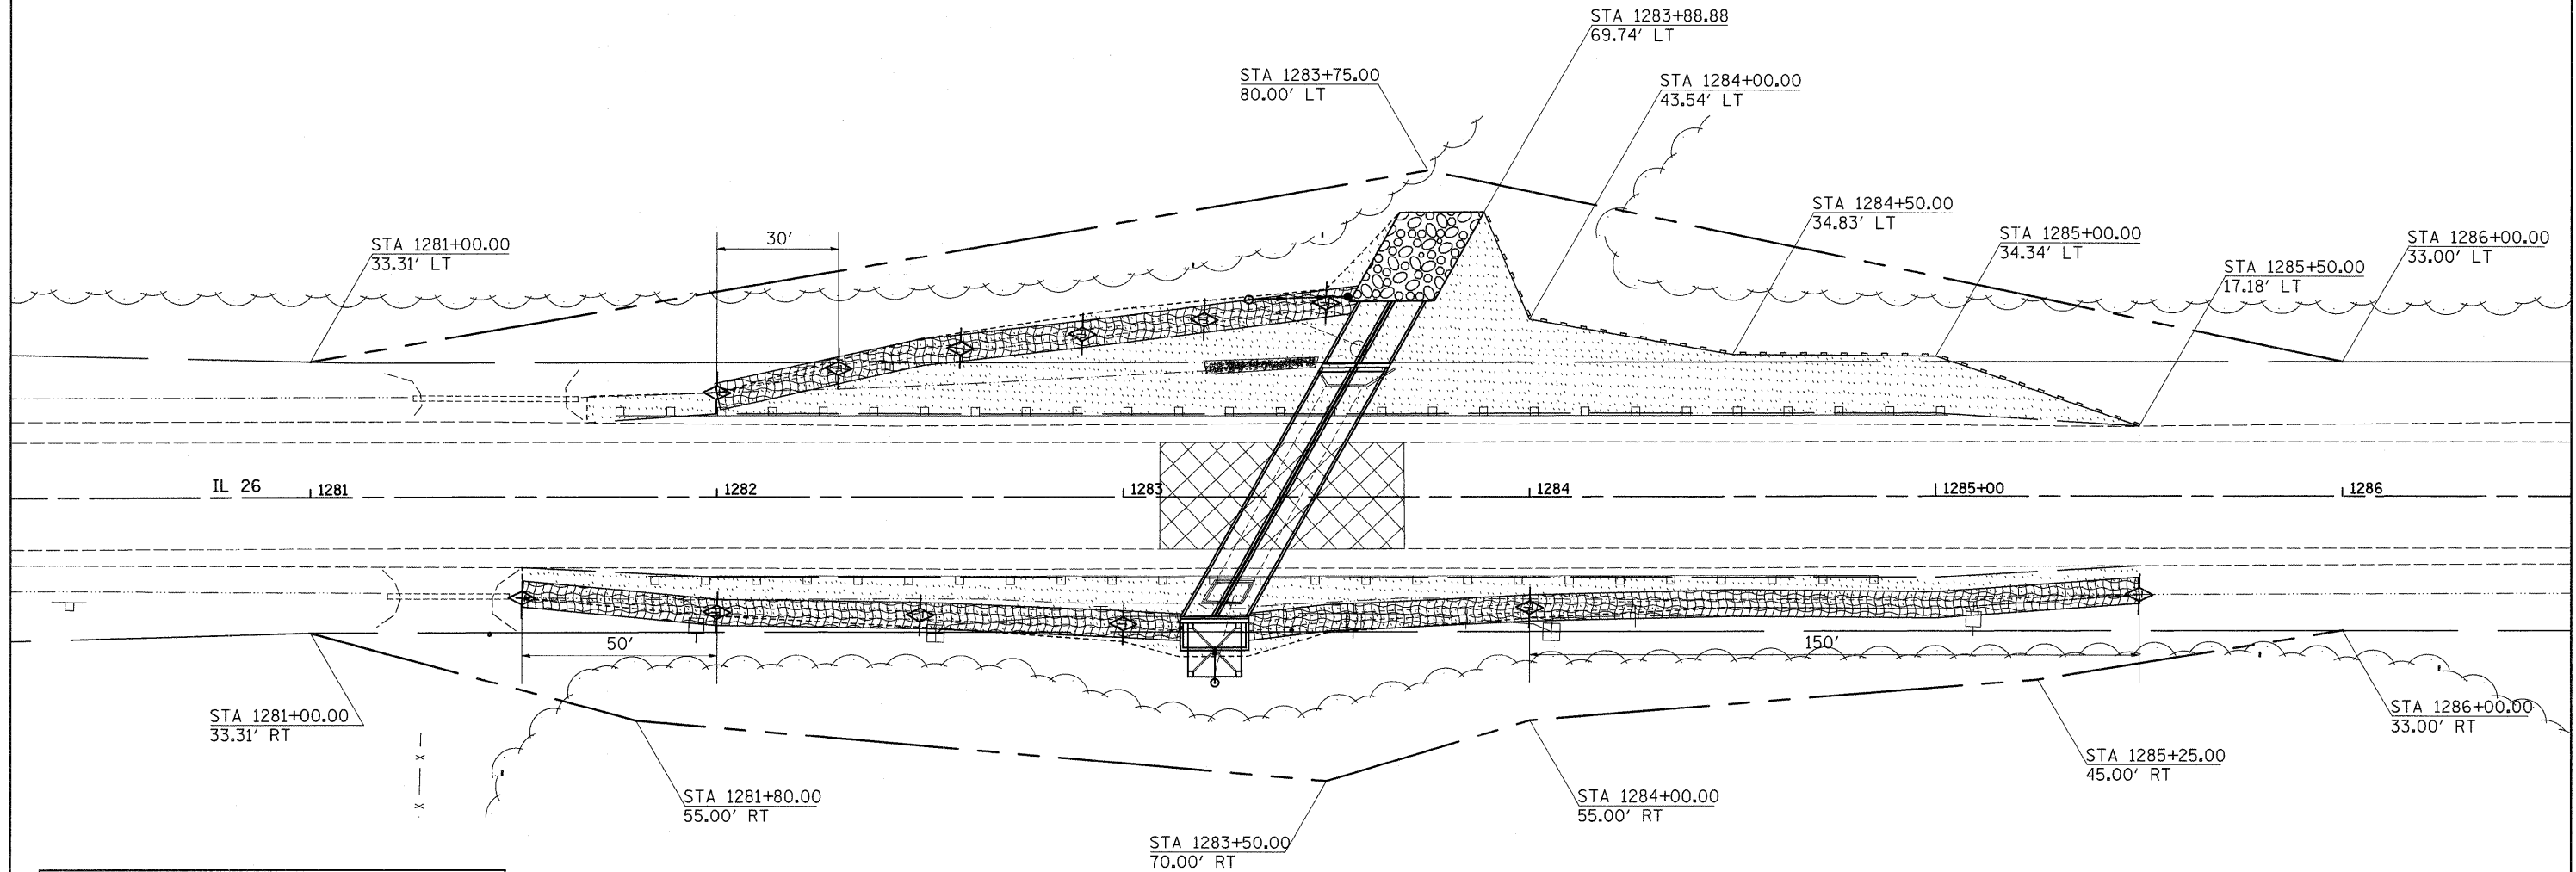 STA 1283+88.88
69.74' LT
STA 1283+75.00
80.00' LT
STA 1284+00.00
43.54' LT
STA 1284+50.00
34.83' LT
STA 1281+00.00
33.31' LT
30'
STA 1285+00.00
34.34' LT
STA 1286+00.00
33.00' LT
STA 1285+50.00
17.18' LT
IL 26
1281
1282
1283
1284
1285+00
1286
50'
150'
STA 1281+00.00
33.31' RT
STA 1286+00.00
33.00' RT
X
X
STA 1285+25.00
45.00' RT
STA 1281+80.00
55.00' RT
STA 1284+00.00
55.00' RT
STA 1283+50.00
70.00' RT